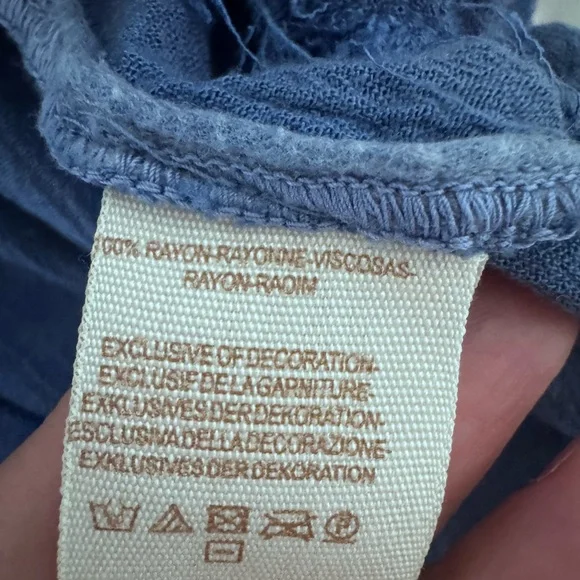 100% RAYON-RAYONNE-VISCOSAS-
RAYON-RAOIM
EXCLUSIVE OF DECORATION-
EXCLUSIF DE LA GARNITURE-
EXKLUSIVES DER DEKORATION-
ESCLUSIVA DELLA DECORAZIONE-
EXKLUSIVES DER DEKORATION